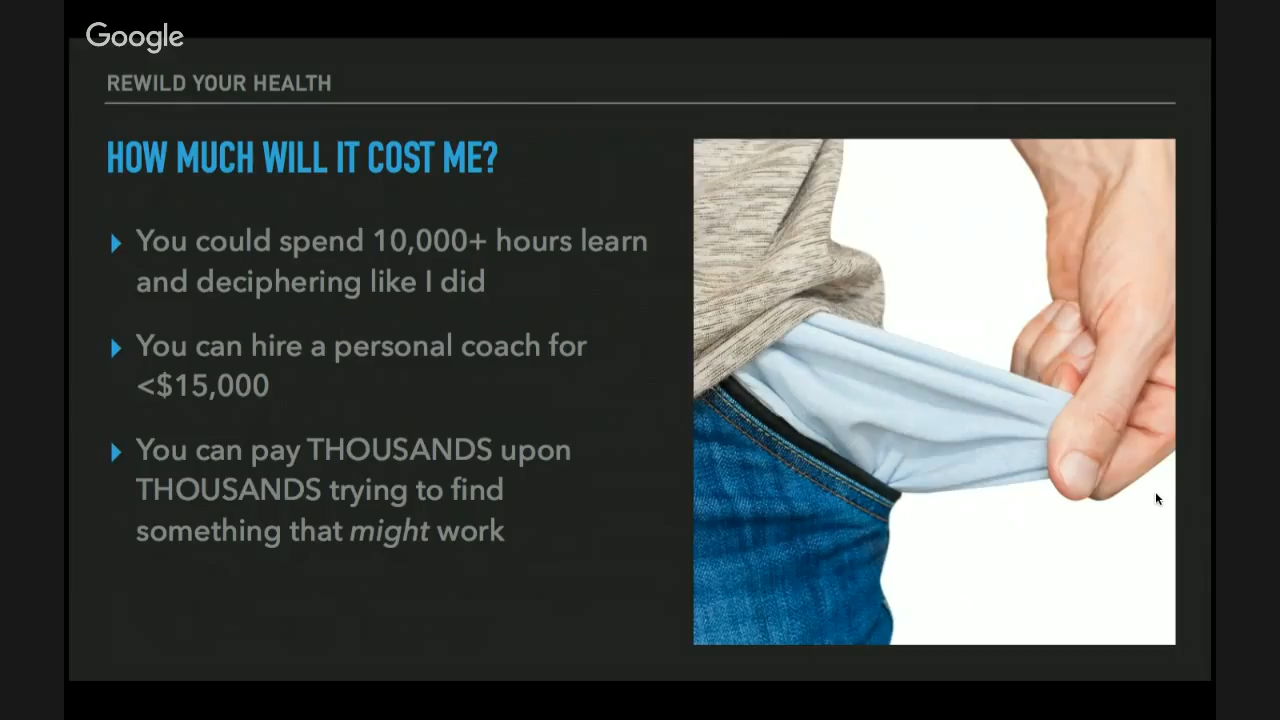 Google
REWILD YOUR HEALTH
HOW MUCH WILL IT COST ME?
You could spend 10,000+ hours learn
and deciphering like I did
You can hire a personal coach for
<$15,000
You can pay THOUSANDS upon
THOUSANDS trying to find
something that might work